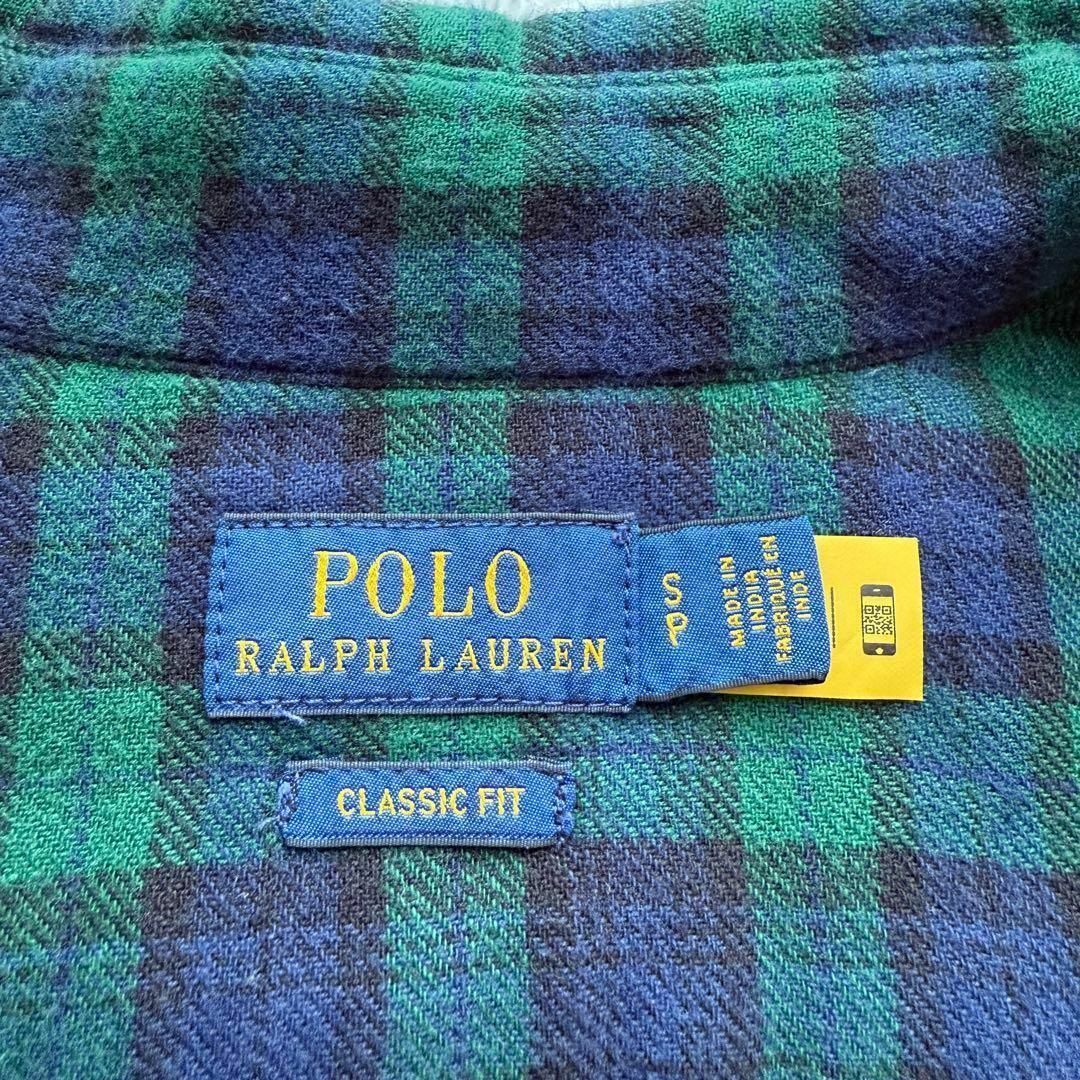 POLO
RALPH LAUREN
S
P
MADE IN
INDIA
FABRIQUÉ EN
INDE
CLASSIC FIT